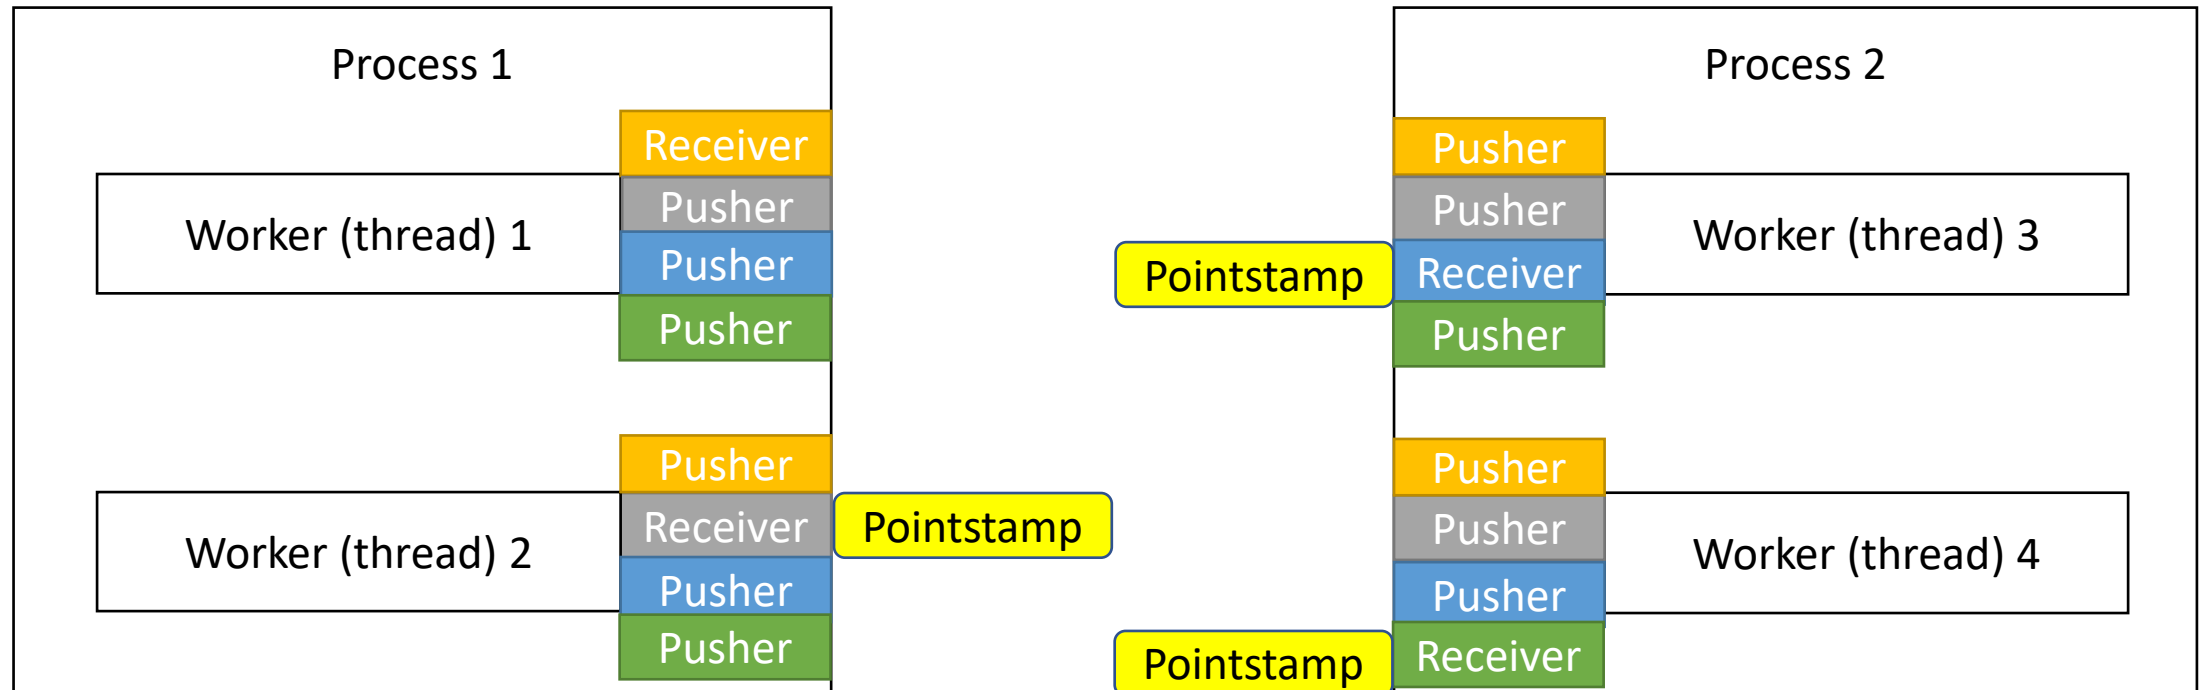 Process 1
Receiver
Pusher
Worker (thread) 1
Pusher
Pusher
Pusher
Receiver
Pointstamp
Worker (thread) 2
Pusher
Pusher
Process 2
Pusher
Pusher
Worker (thread) 3
Pointstamp
Receiver
Pusher
Pusher
Pusher
Worker (thread) 4
Pusher
Pointstamp
Receiver